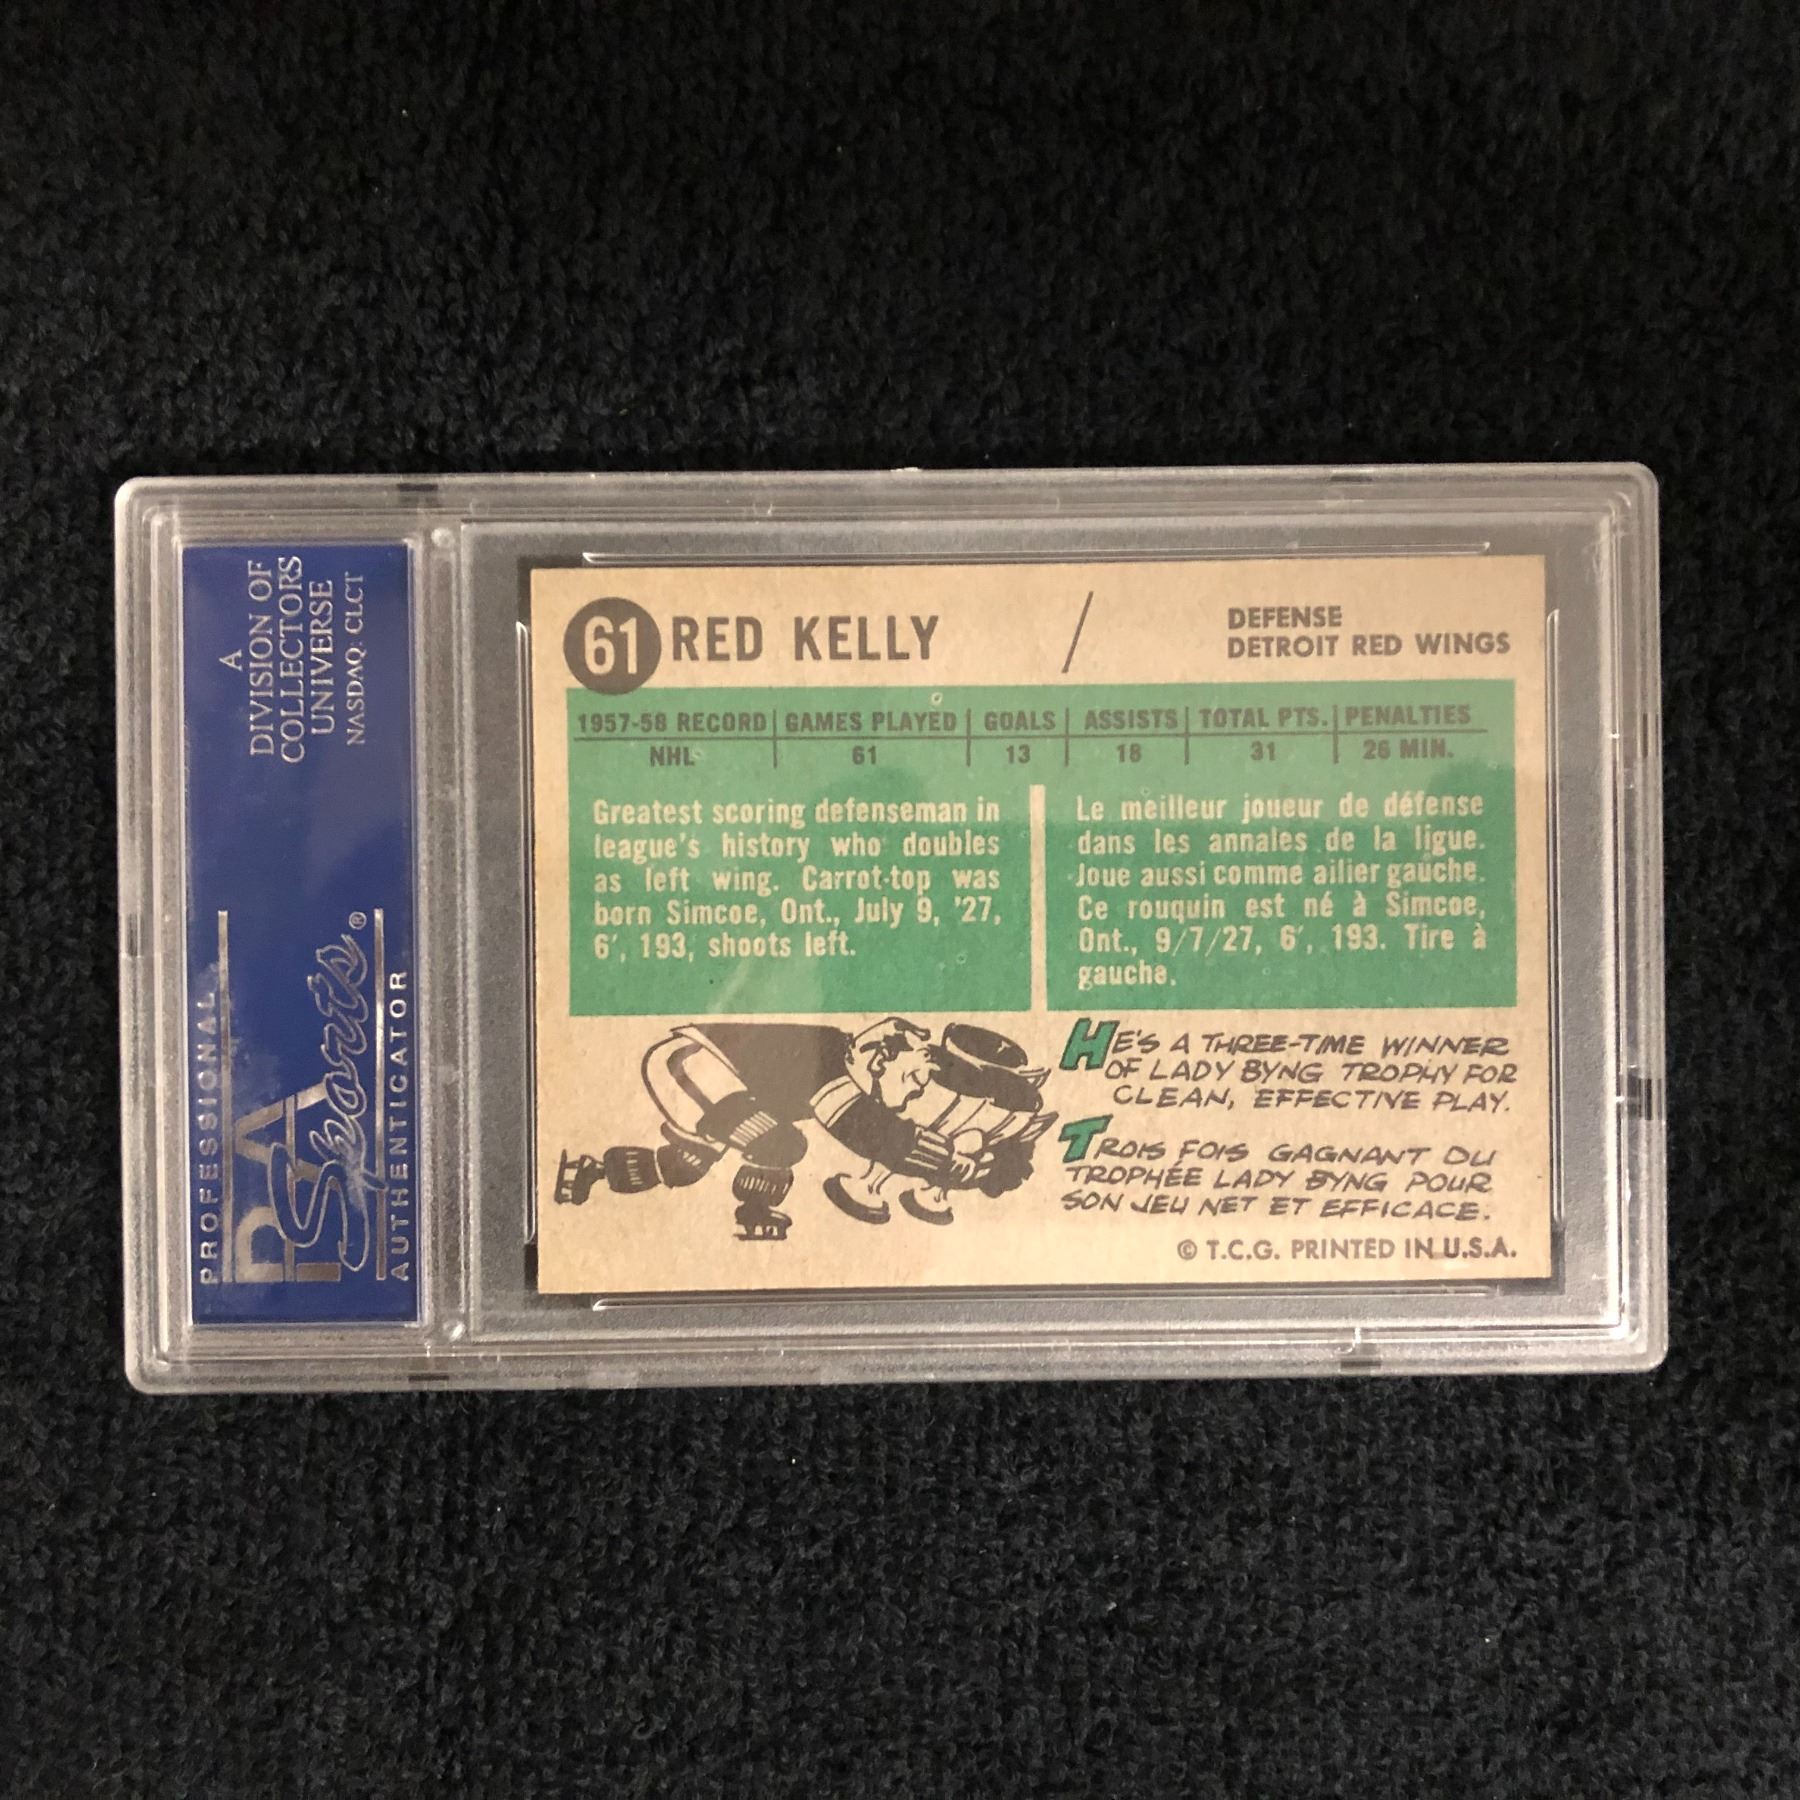 A
DIVISION OF
COLLECTORS
UNIVERSE
NASDAQ: CLCT
PROFESSIONAL
PSA
Sports®
AUTHENTICATOR
61 RED KELLY /
DEFENSE
DETROIT RED WINGS
1957-58 RECORD GAMES PLAYED GOALS ASSISTS TOTAL PTS. PENALTIES
NHL 61 13 18 31 26 MIN.
Greatest scoring defenseman in
league's history who doubles
as left wing. Carrot-top was
born Simcoe, Ont., July 9, '27,
6', 193, shoots left.
Le meilleur joueur de défense
dans les annales de la ligue.
Joue aussi comme ailier gauche.
Ce rouquin est né à Simcoe,
Ont., 9/7/27, 6', 193. Tire à
gauche.
HE'S A THREE-TIME WINNER
OF LADY BYNG TROPHY FOR
CLEAN, EFFECTIVE PLAY.
TROIS FOIS GAGNANT DU
TROPHÉE LADY BYNG POUR
SON JEU NET ET EFFICACE.
© T.C.G. PRINTED IN U.S.A.